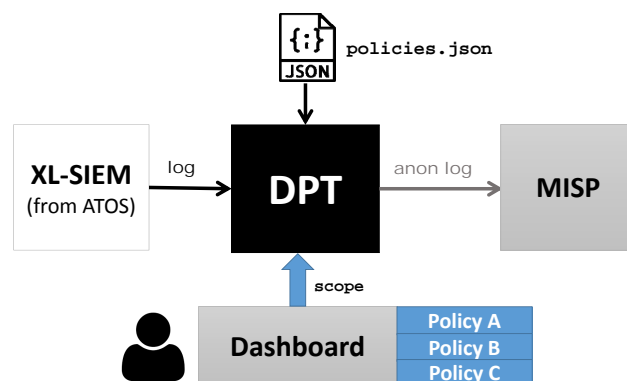 {;}
JSON
policies.json
XL-SIEM
(from ATOS)
log
DPT
anon log
MISP
scope
Dashboard
Policy A
Policy B
Policy C